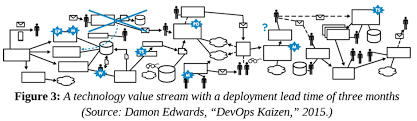 ?
Figure 3: A technology value stream with a deployment lead time of three months
(Source: Damon Edwards, “DevOps Kaizen,” 2015.)